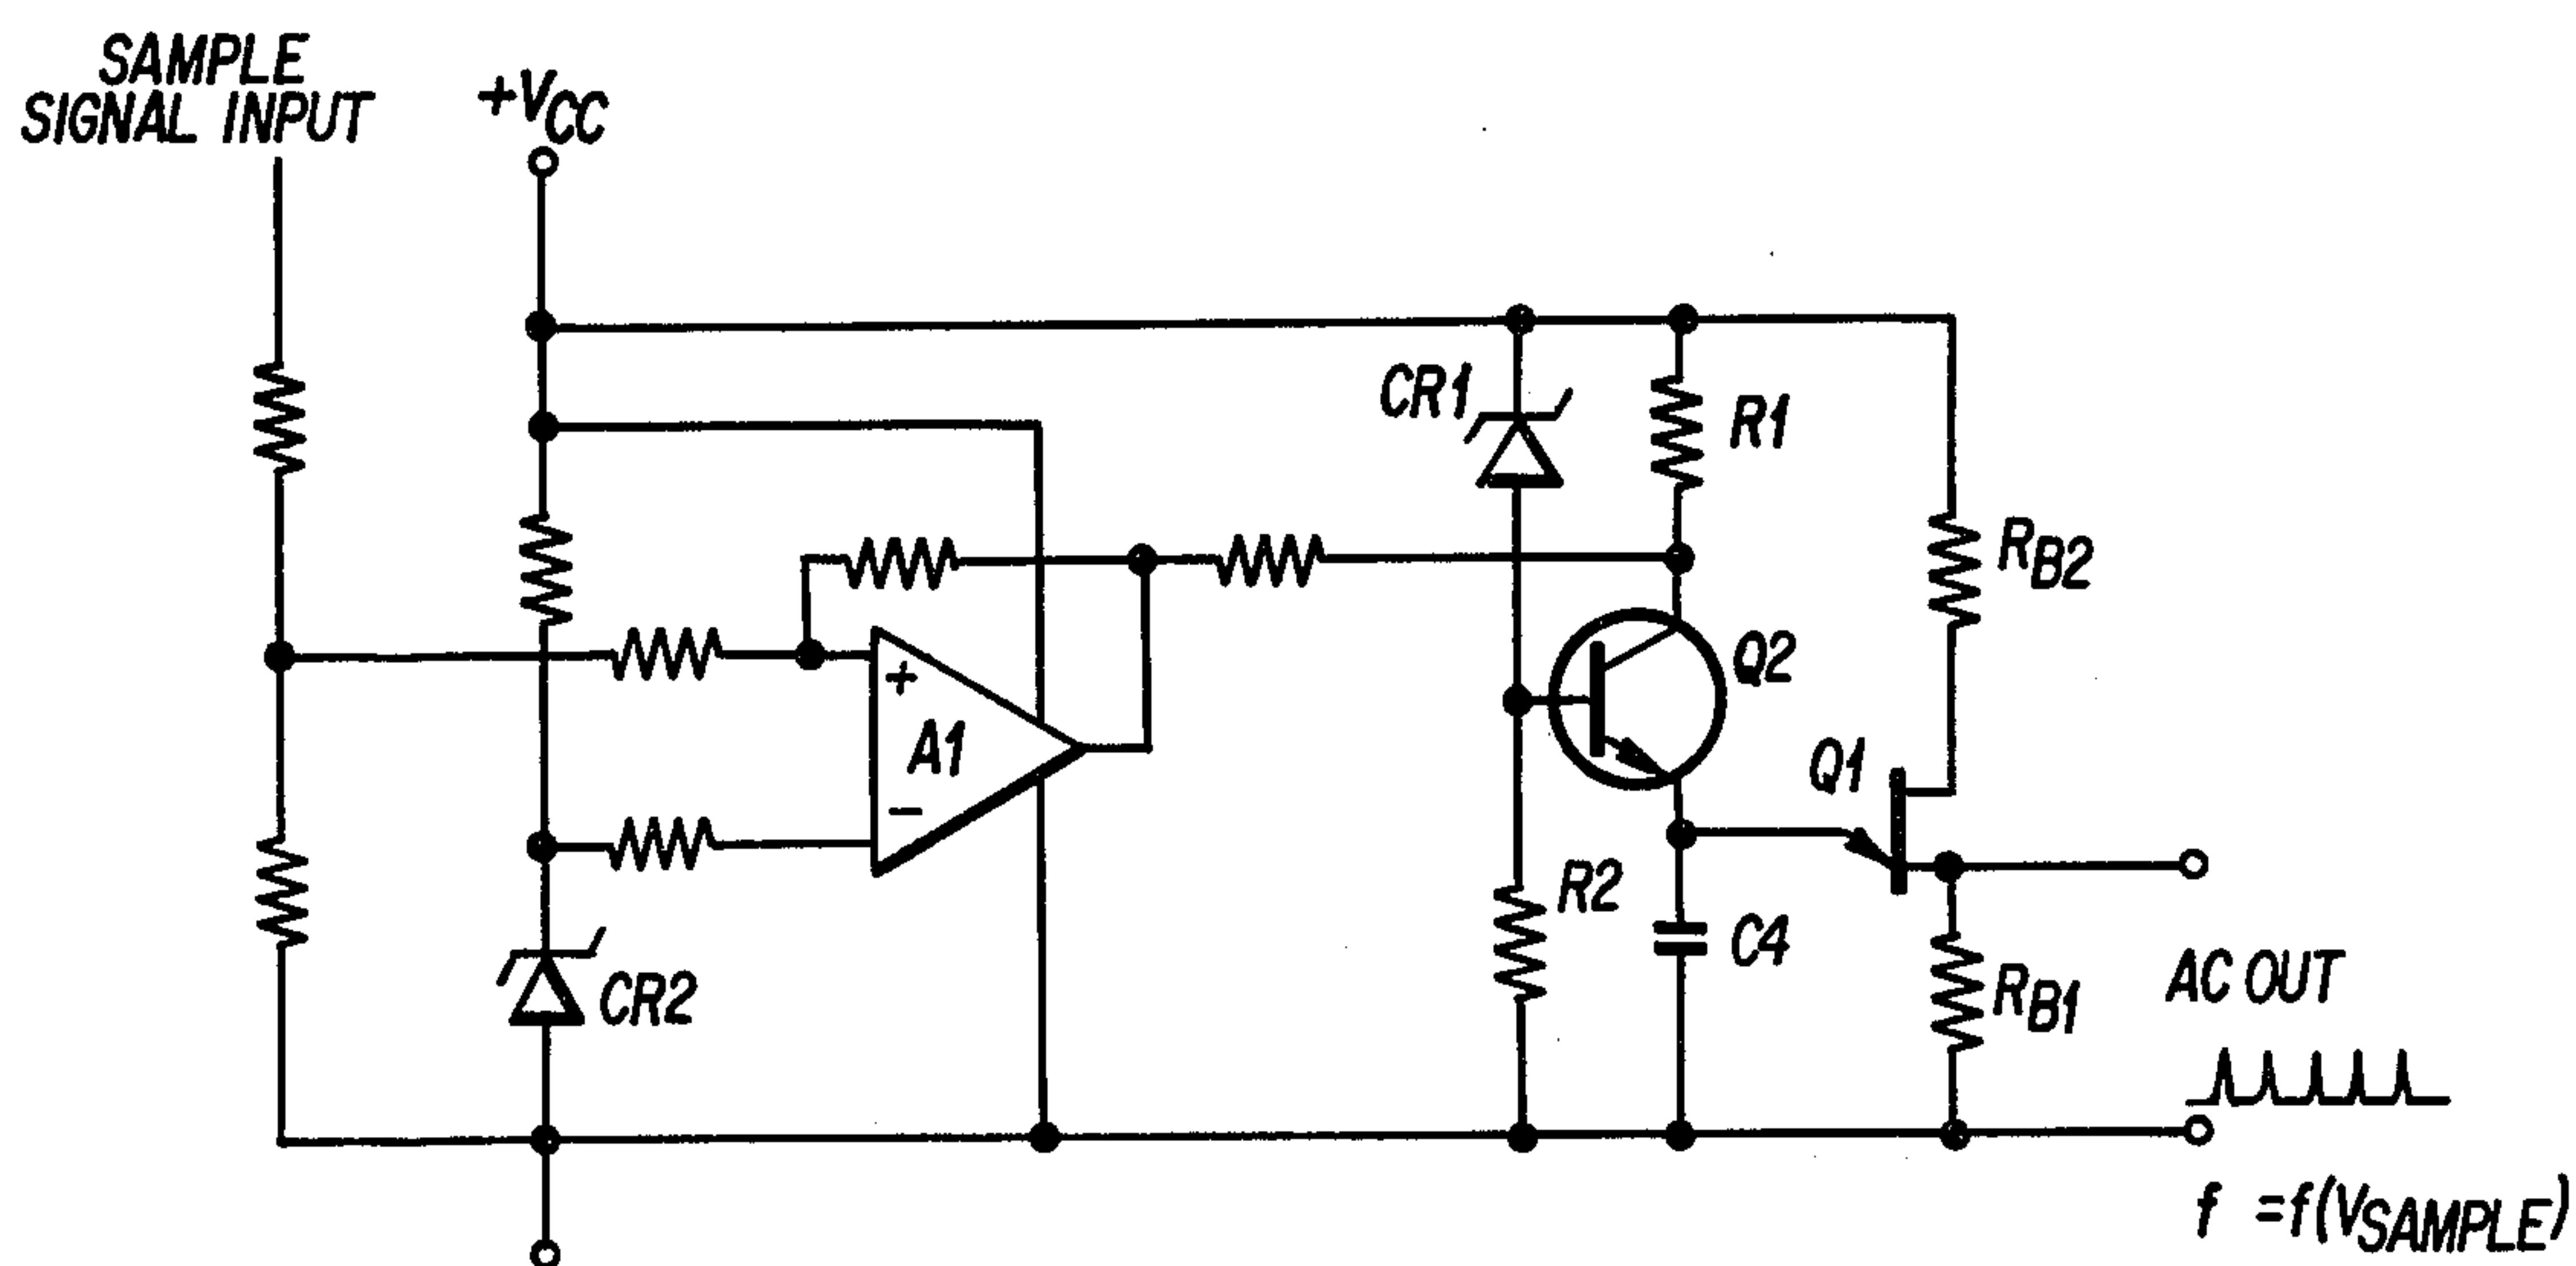 SAMPLE
SIGNAL INPUT
+VCC
CR1
R1
RB2
+
A1
−
Q2
Q1
R2
C4
CR2
RB1
AC OUT
f =f(VSAMPLE)